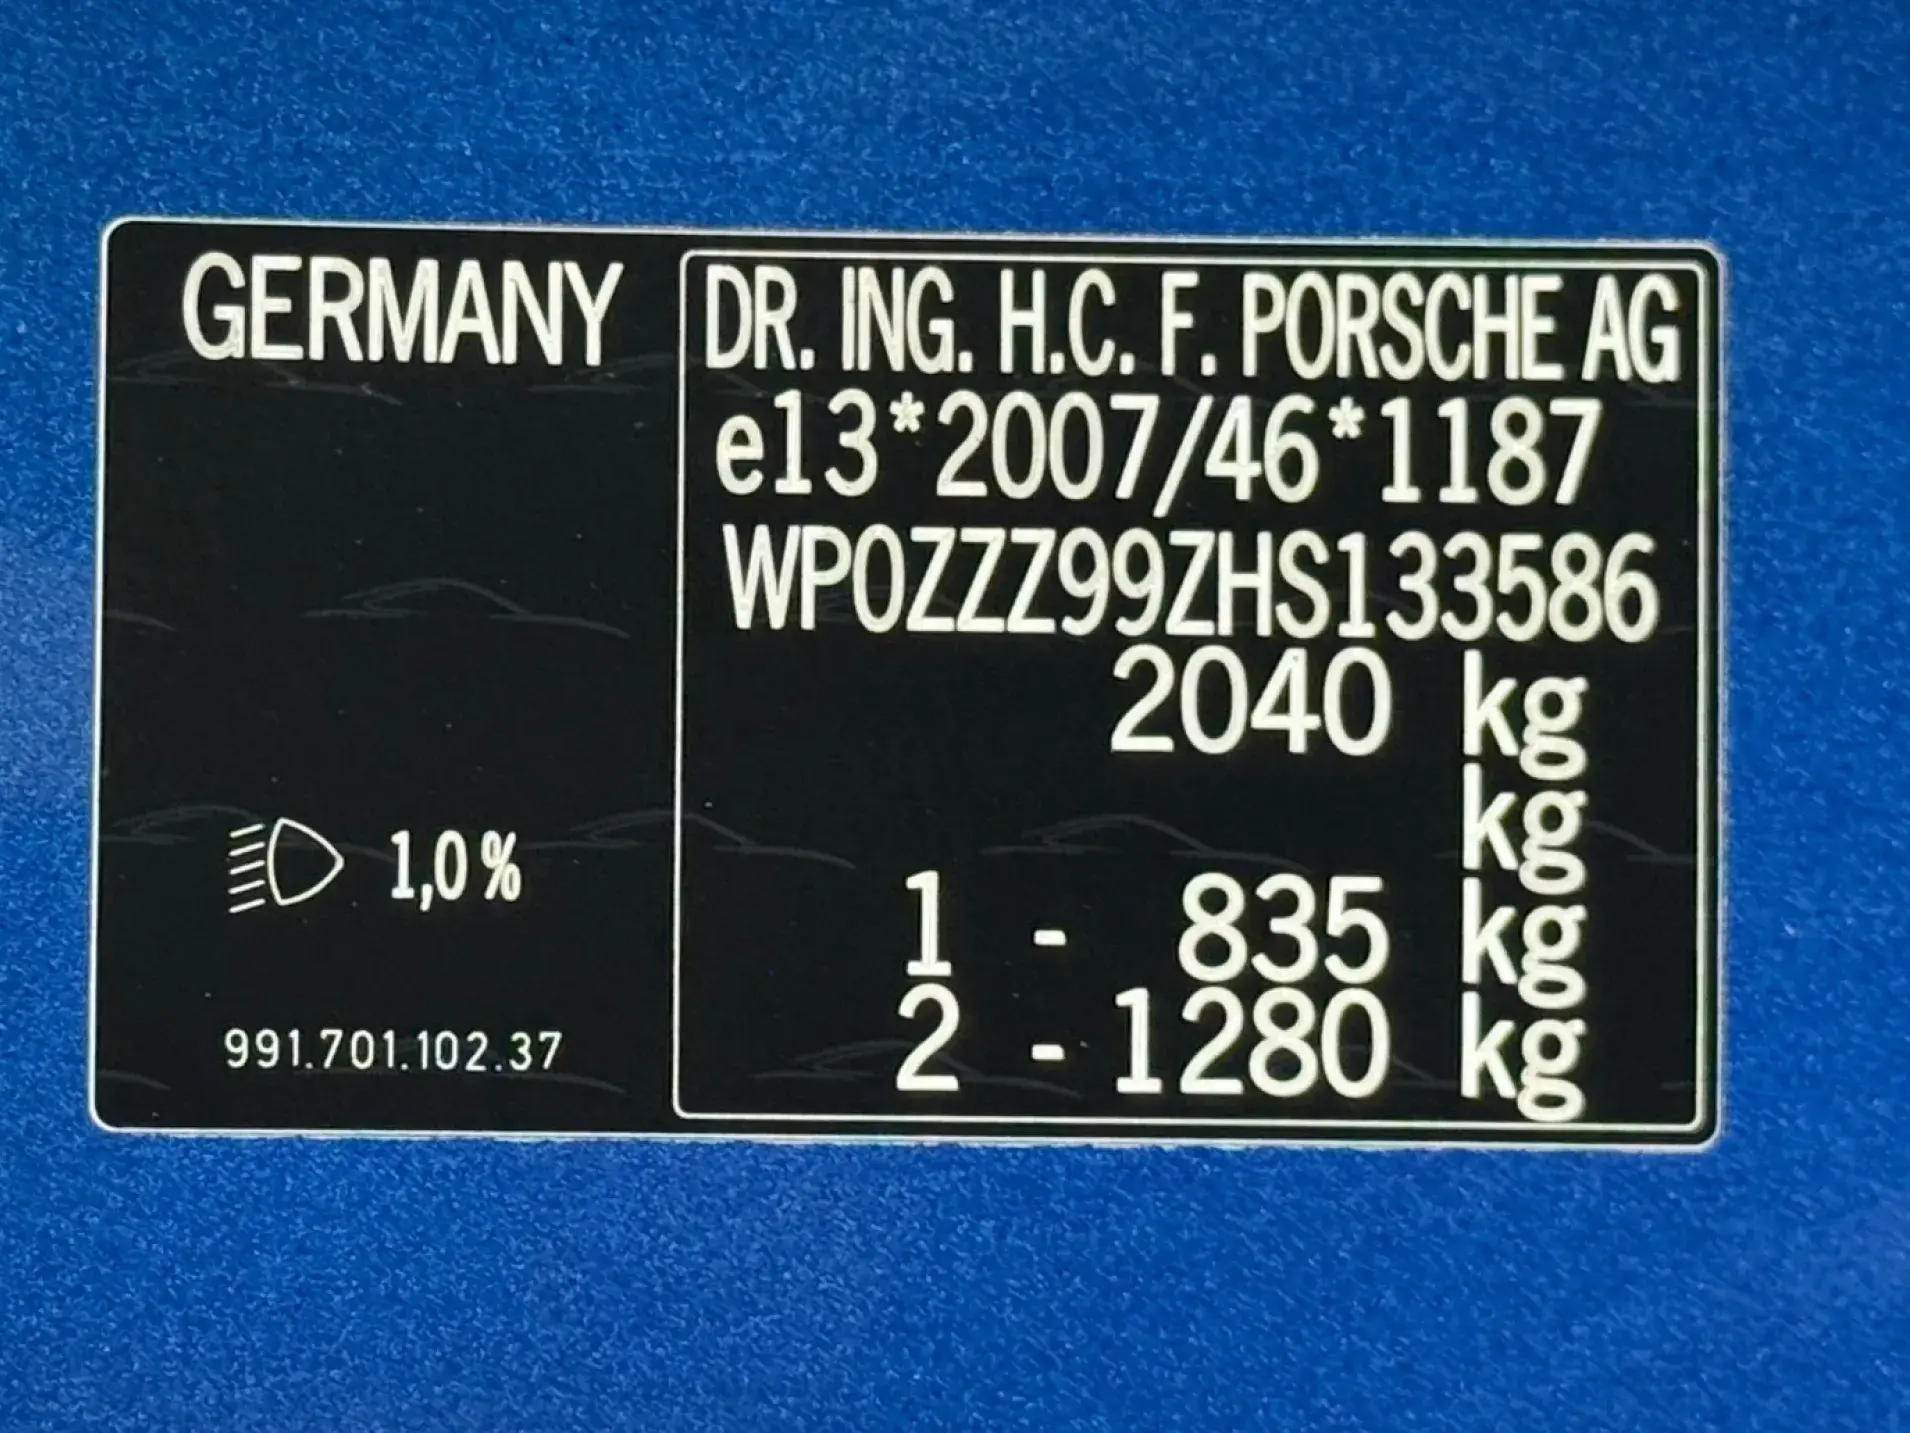 GERMANY
1,0 %
991.701.102.37
DR. ING. H.C. F. PORSCHE AG
e13*2007/46*1187
WP0ZZZ99ZHS133586
2040 kg
kg
1 - 835 kg
2 - 1280 kg